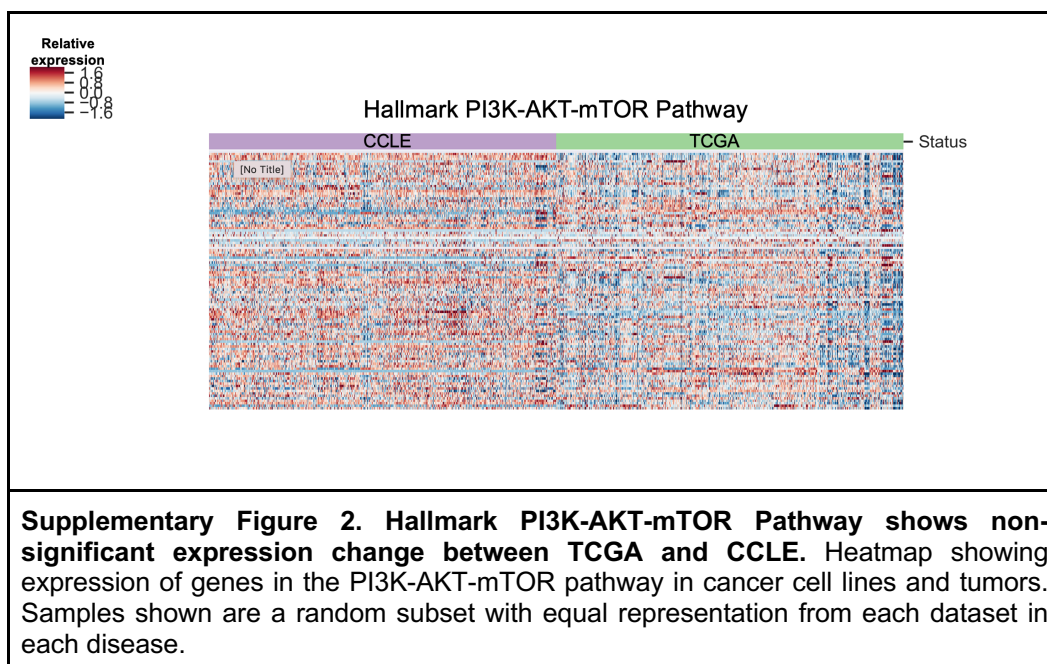 Relative
expression
1.6
0.8
0.0
−0.8
−1.6
Hallmark PI3K-AKT-mTOR Pathway
CCLE
TCGA
Status
[No Title]
Supplementary Figure 2. Hallmark PI3K-AKT-mTOR Pathway shows non-
significant expression change between TCGA and CCLE. Heatmap showing
expression of genes in the PI3K-AKT-mTOR pathway in cancer cell lines and tumors.
Samples shown are a random subset with equal representation from each dataset in
each disease.